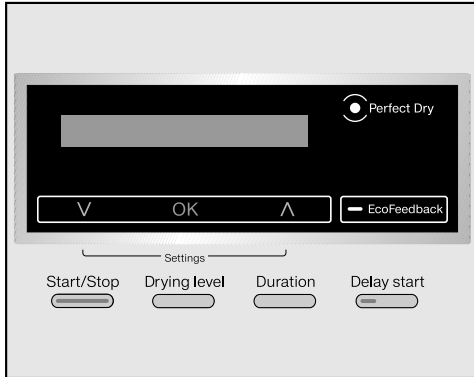 Perfect Dry
OK
EcoFeedback
Settings
Start/Stop Drying level Duration Delay start